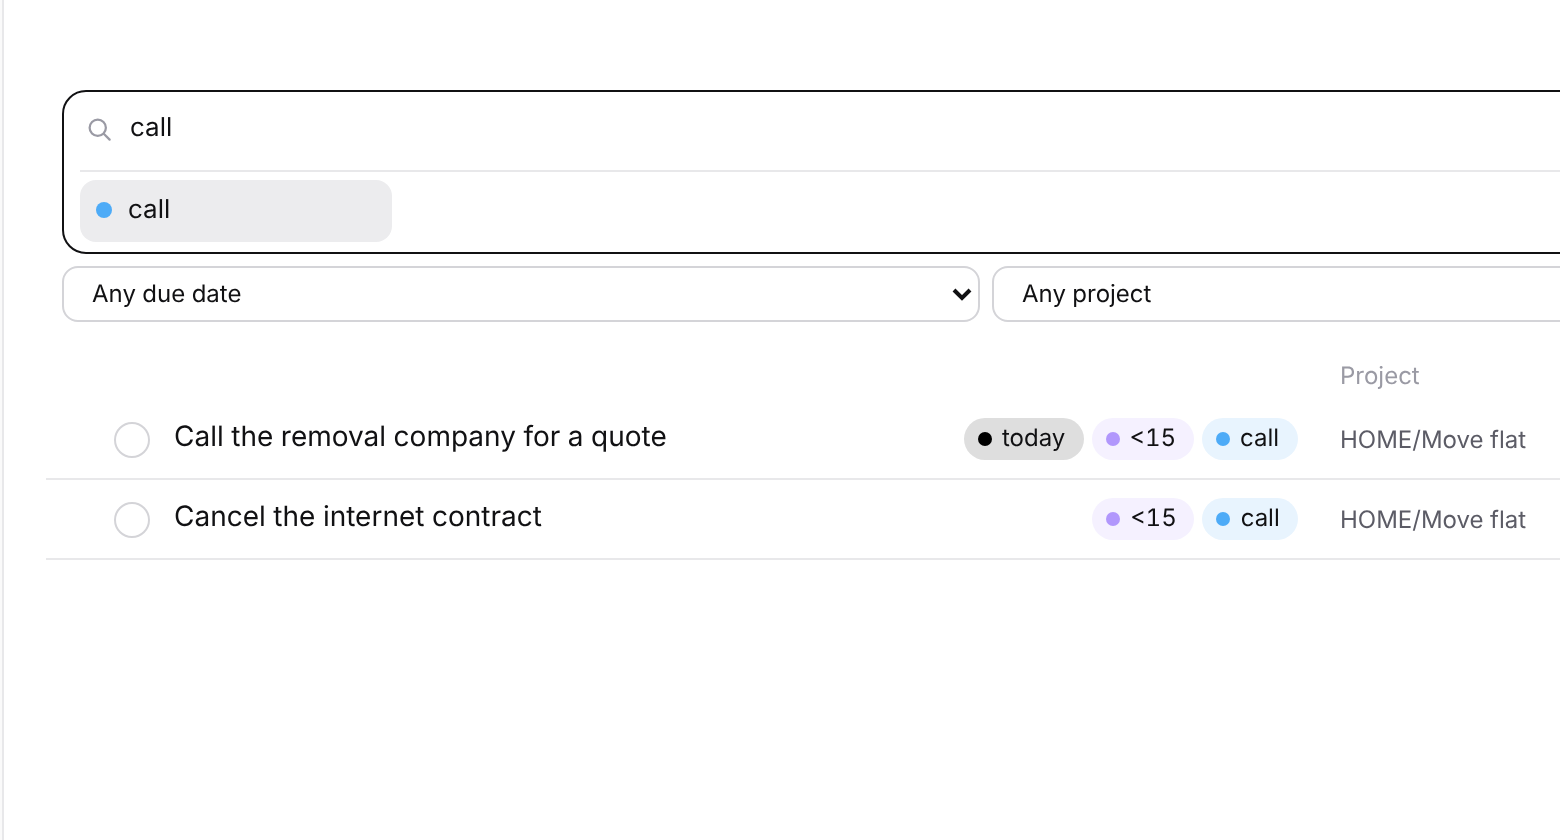 call
call
Any due date Any project
Project
Call the removal company for a quote today <15 call HOME/Move flat
Cancel the internet contract <15 call HOME/Move flat